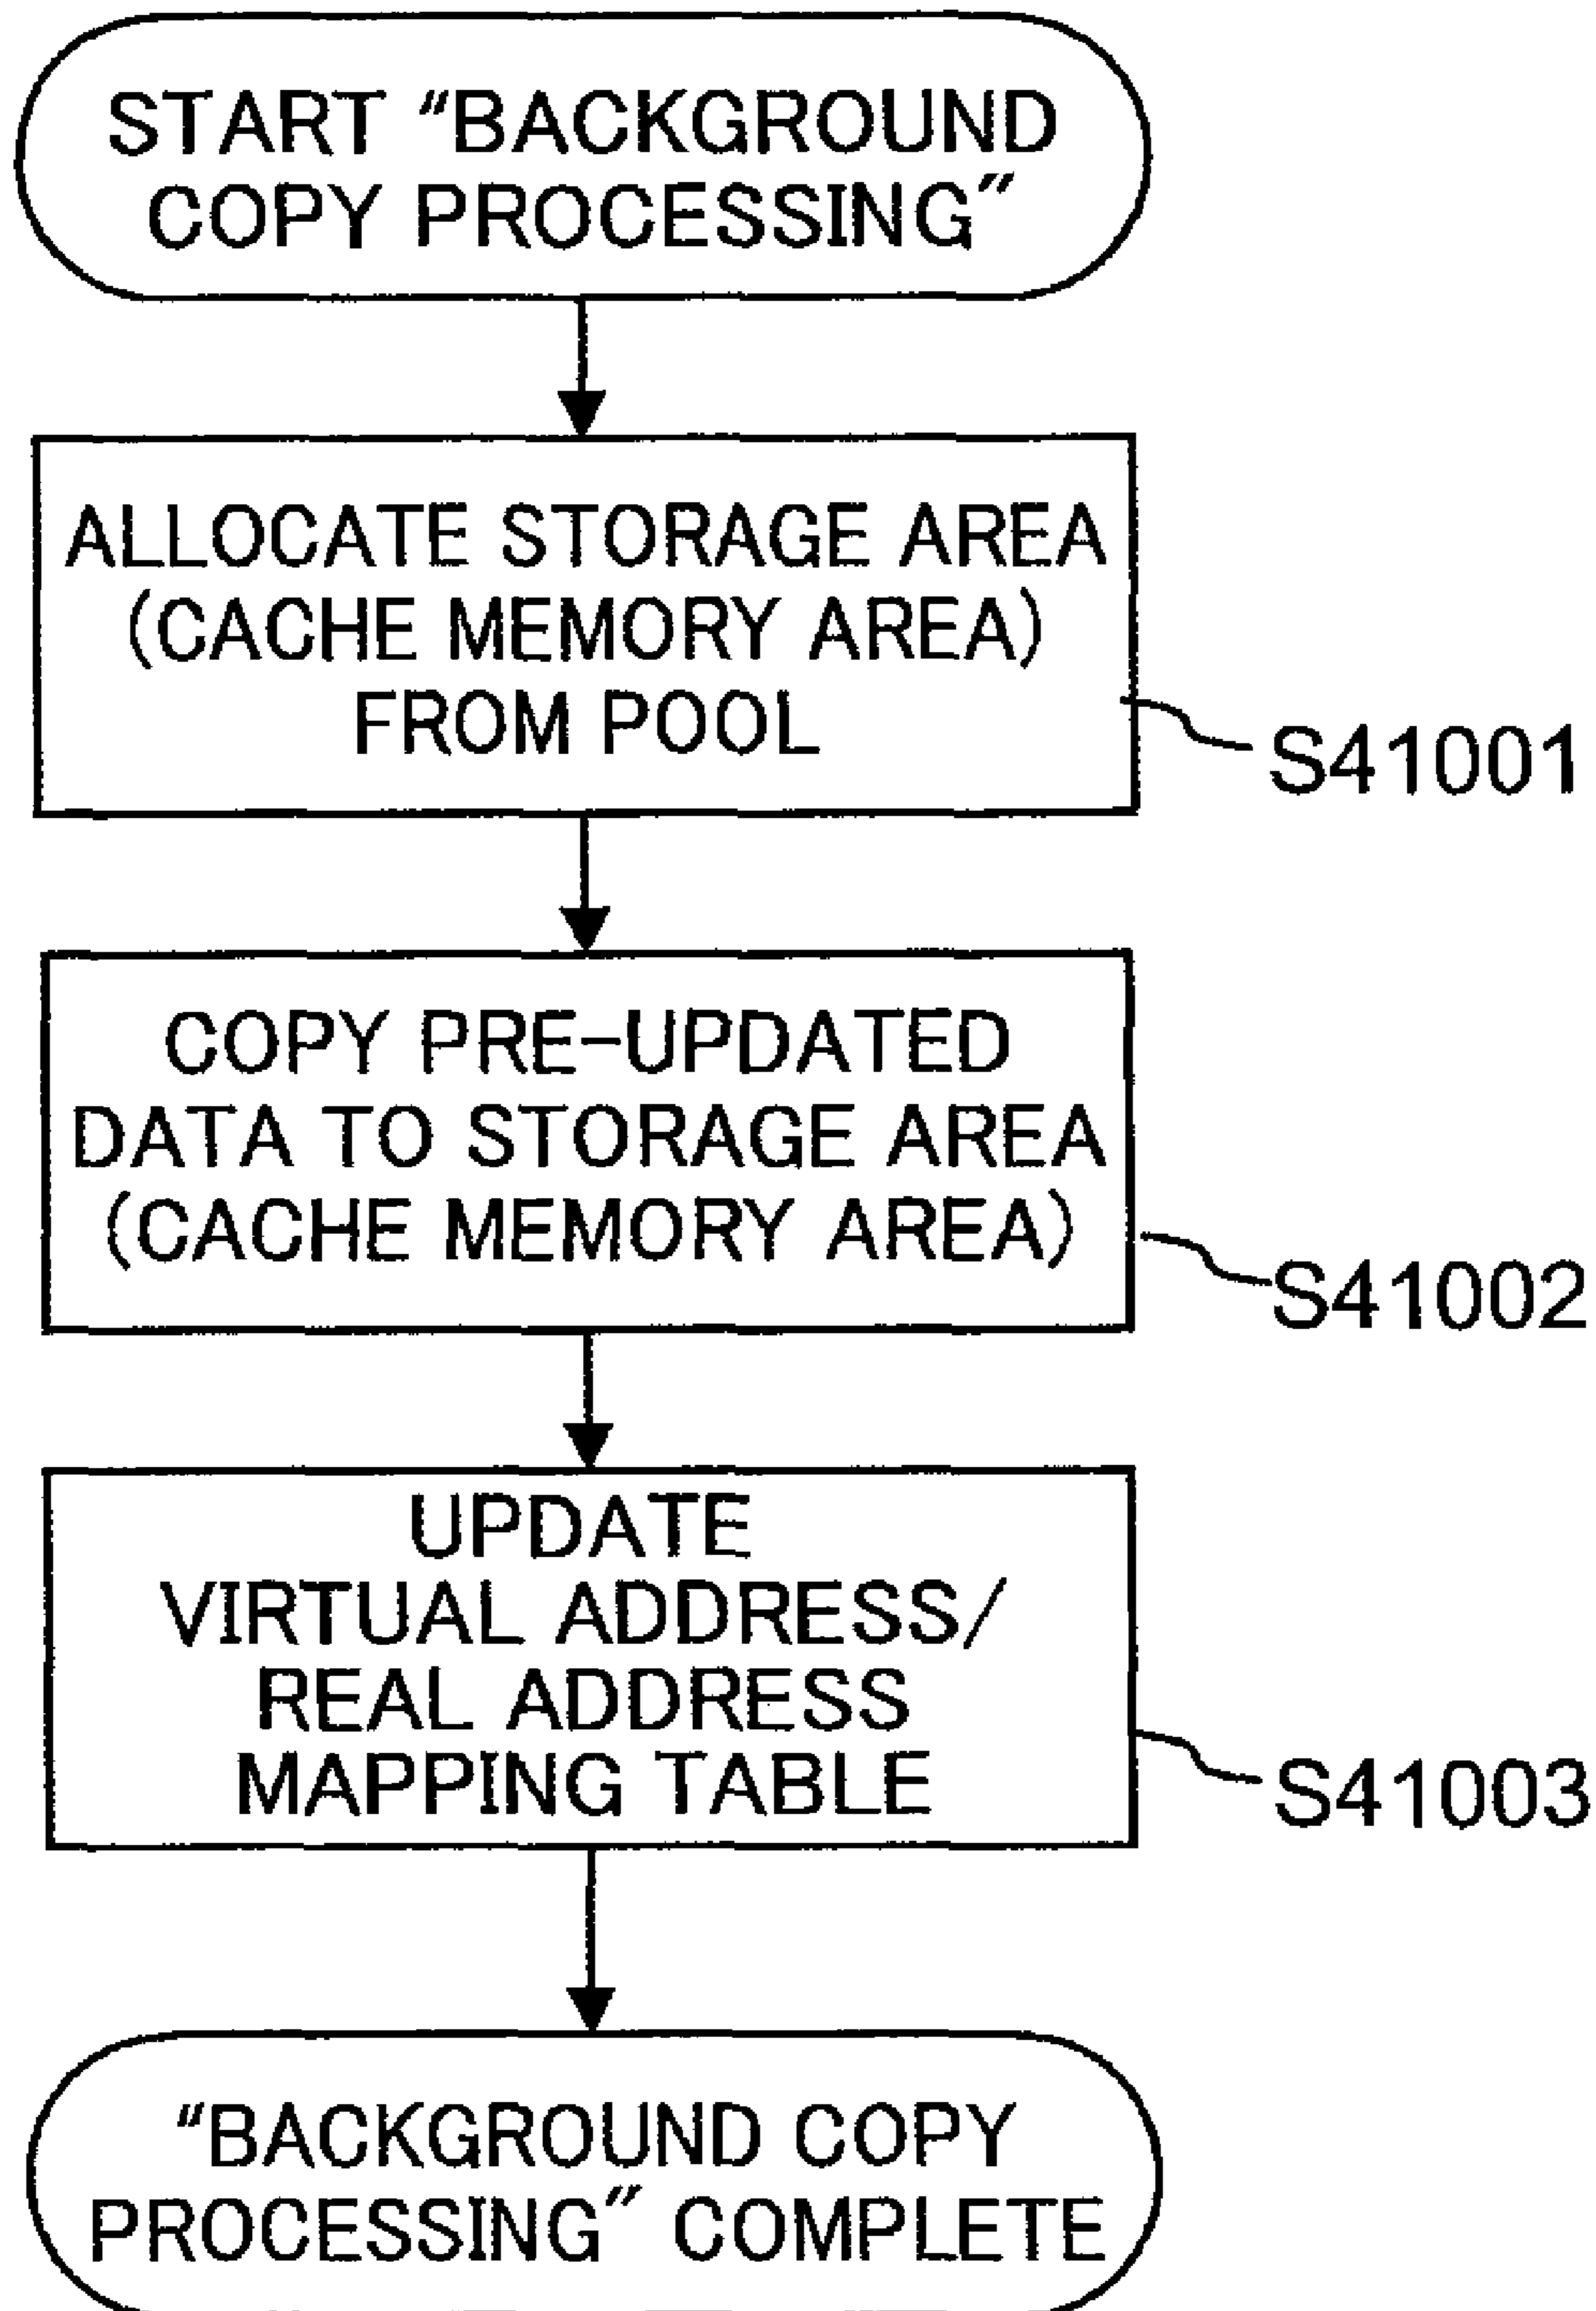 START "BACKGROUND
COPY PROCESSING"
ALLOCATE STORAGE AREA
(CACHE MEMORY AREA)
FROM POOL
S41001
COPY PRE-UPDATED
DATA TO STORAGE AREA
(CACHE MEMORY AREA)
S41002
UPDATE
VIRTUAL ADDRESS/
REAL ADDRESS
MAPPING TABLE
S41003
"BACKGROUND COPY
PROCESSING" COMPLETE